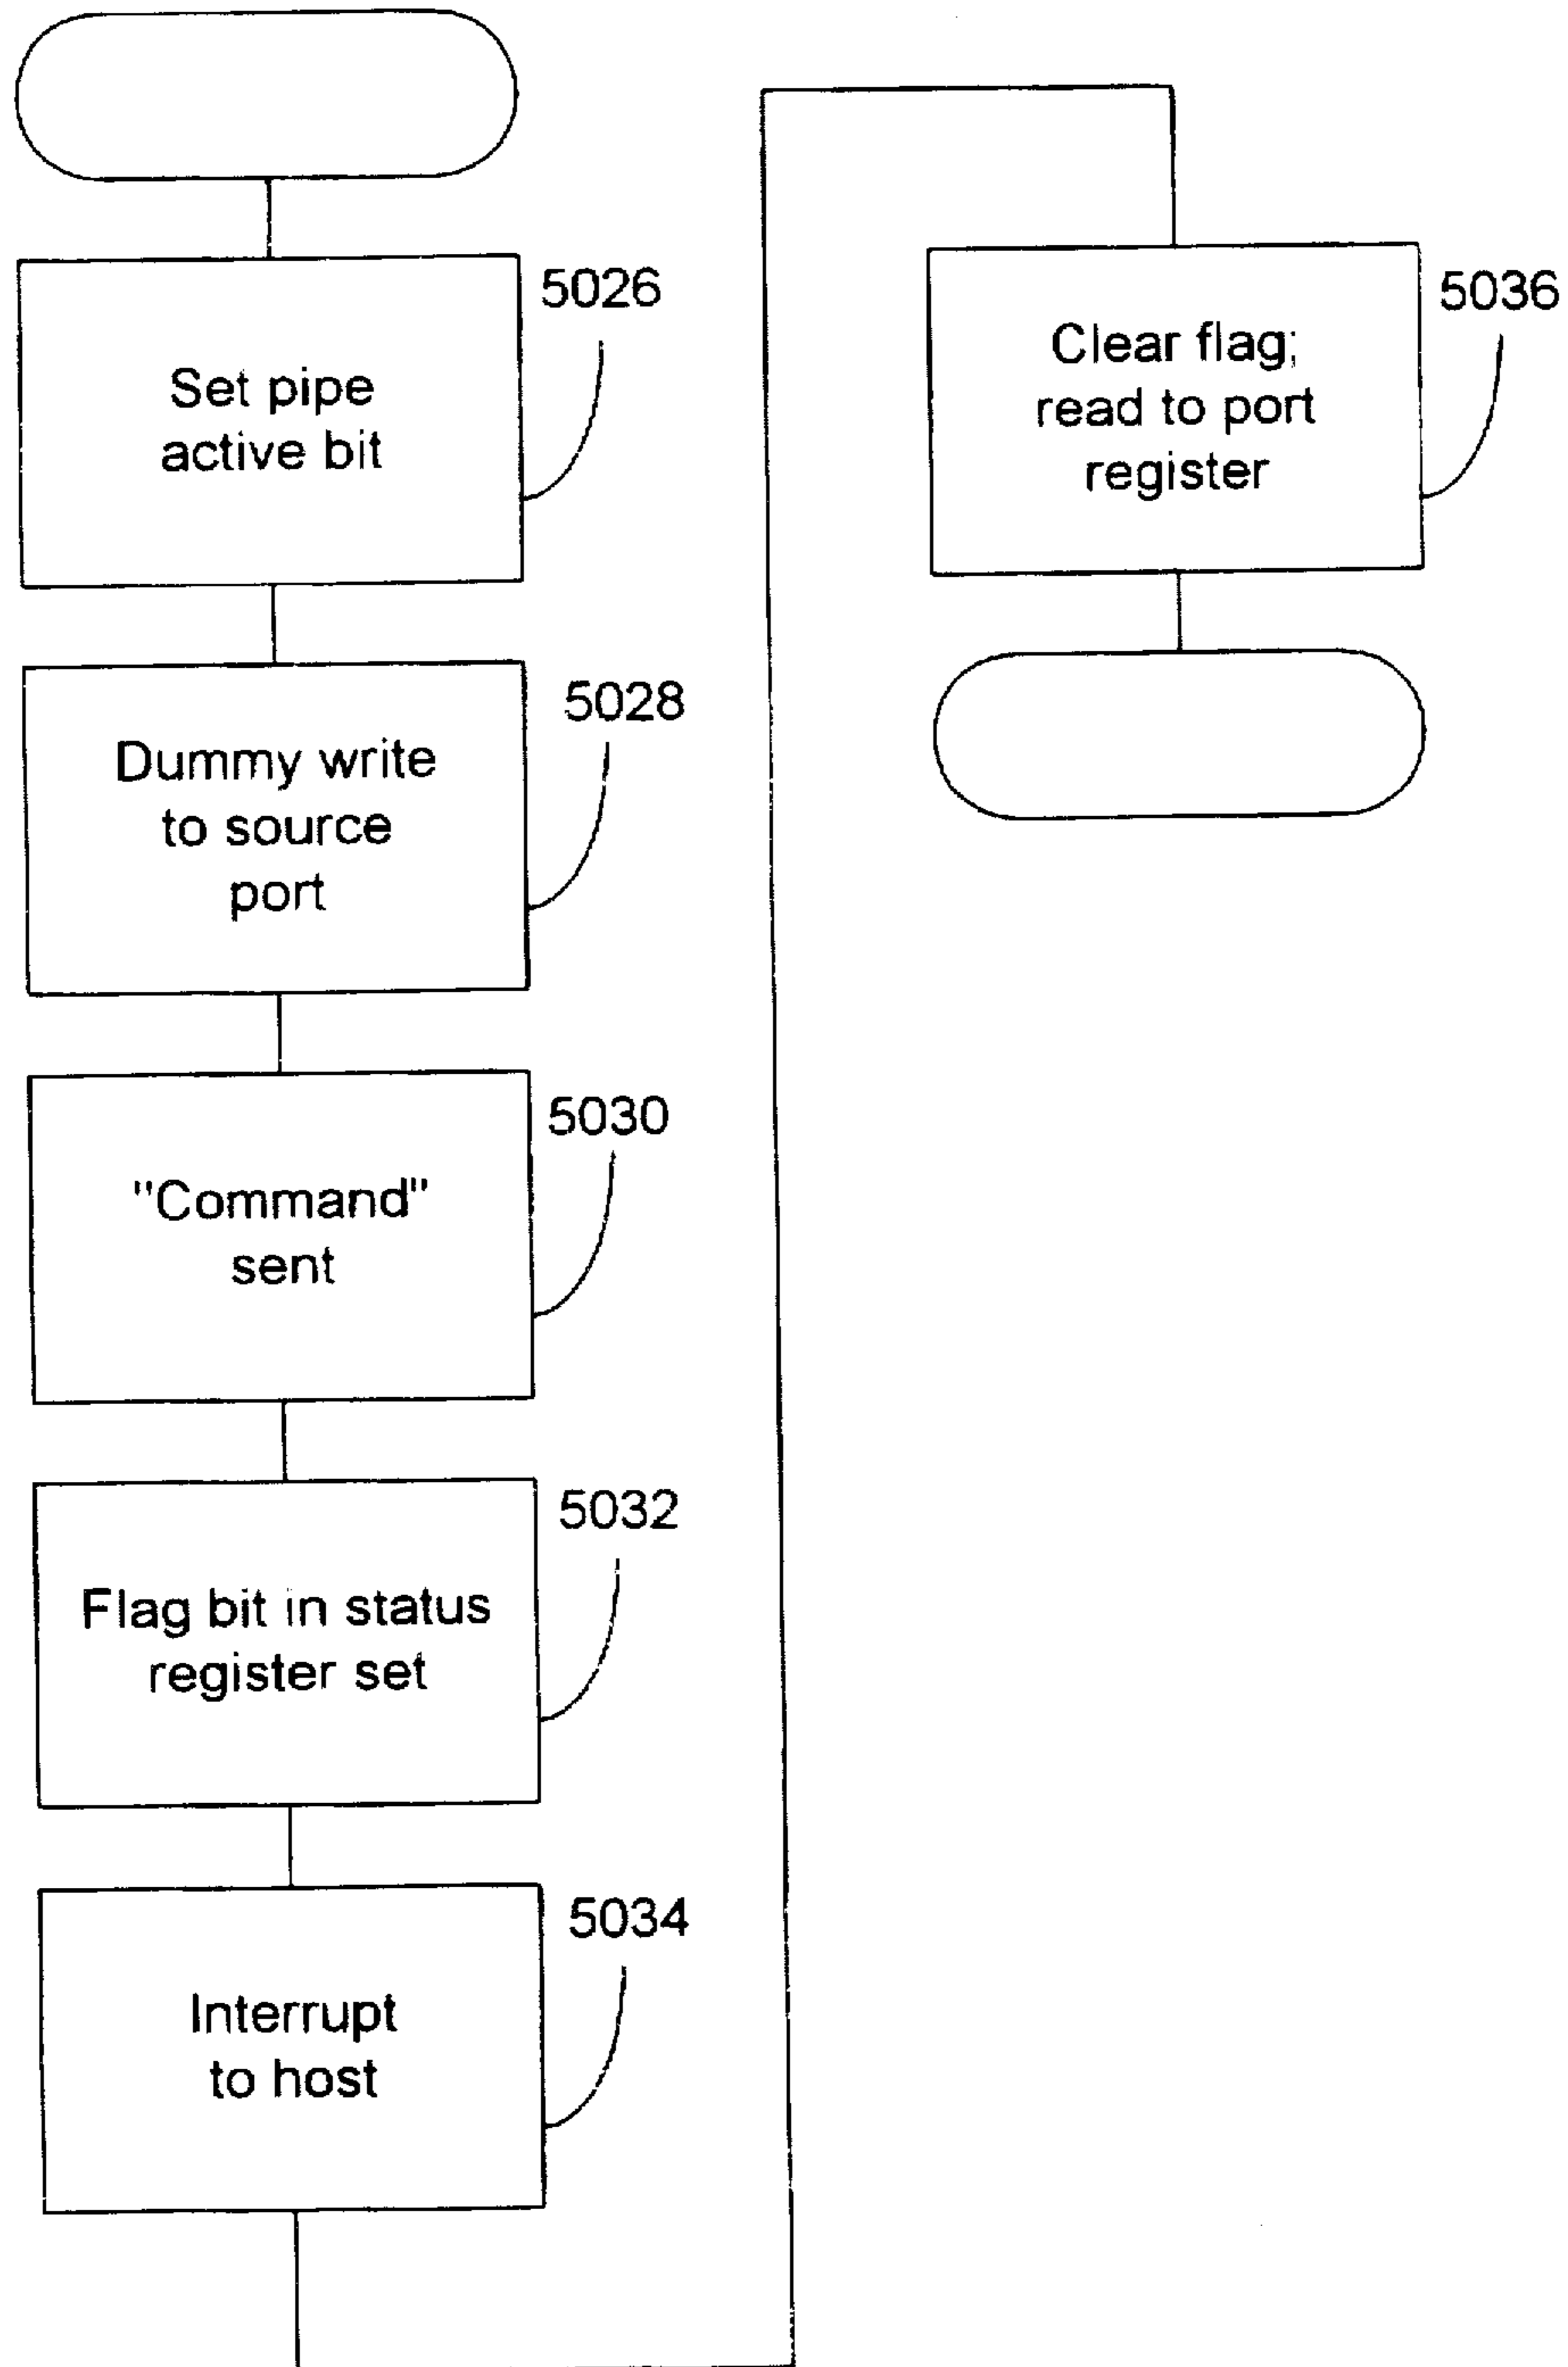 5026
Set pipe
active bit
5028
Dummy write
to source
port
5030
"Command"
sent
5032
Flag bit in status
register set
5034
Interrupt
to host
5036
Clear flag;
read to port
register